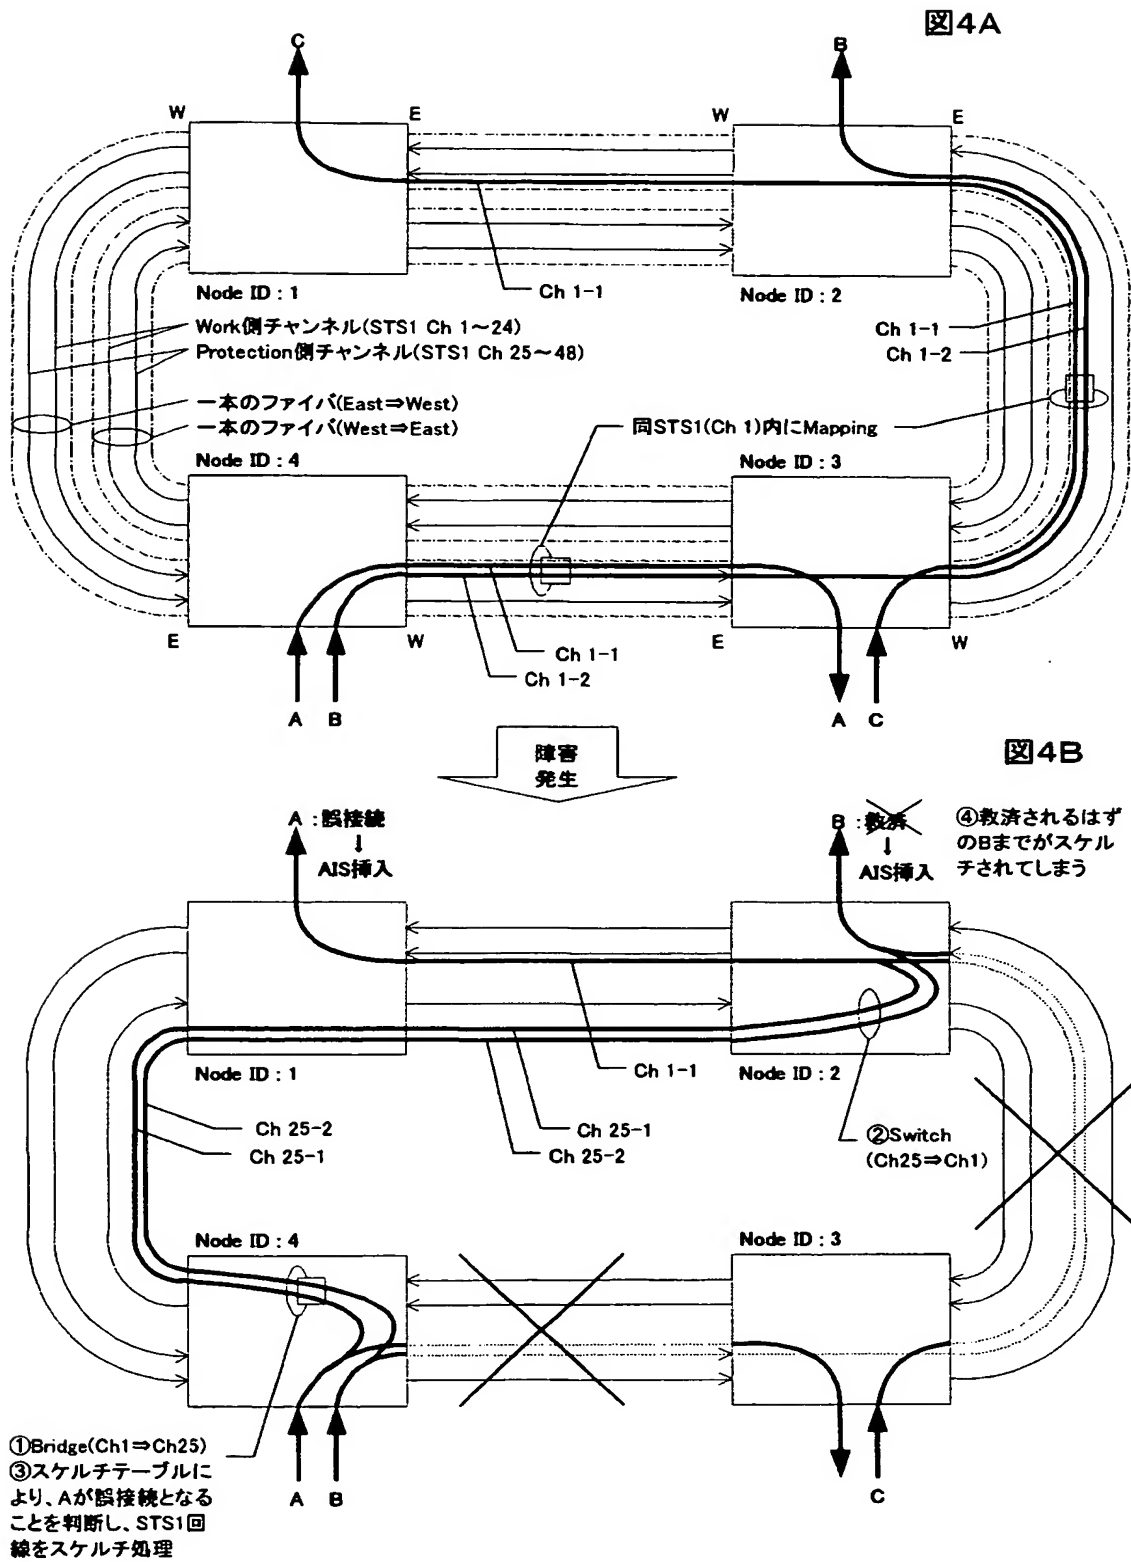 図4A
C
B
W
E
W
E
Node ID : 1
Ch 1-1
Node ID : 2
Work側チャンネル(STS1 Ch 1〜24)
Protection側チャンネル(STS1 Ch 25〜48)
Ch 1-1
Ch 1-2
一本のファイバ(East⇒West)
一本のファイバ(West⇒East)
同STS1(Ch 1)内にMapping
Node ID : 4
Node ID : 3
E
W
E
W
Ch 1-1
Ch 1-2
A
B
A
C
障害
発生
図4B
A : 誤接続
↓
AIS挿入
B : 救済
↓
AIS挿入
④救済されるはず
のBまでがスケル
チされてしまう
Node ID : 1
Ch 1-1
Node ID : 2
Ch 25-2
Ch 25-1
Ch 25-1
Ch 25-2
②Switch
(Ch25⇒Ch1)
Node ID : 4
Node ID : 3
①Bridge(Ch1⇒Ch25)
③スケルチテーブルに
より、Aが誤接続となる
ことを判断し、STS1回
線をスケルチ処理
A
B
C